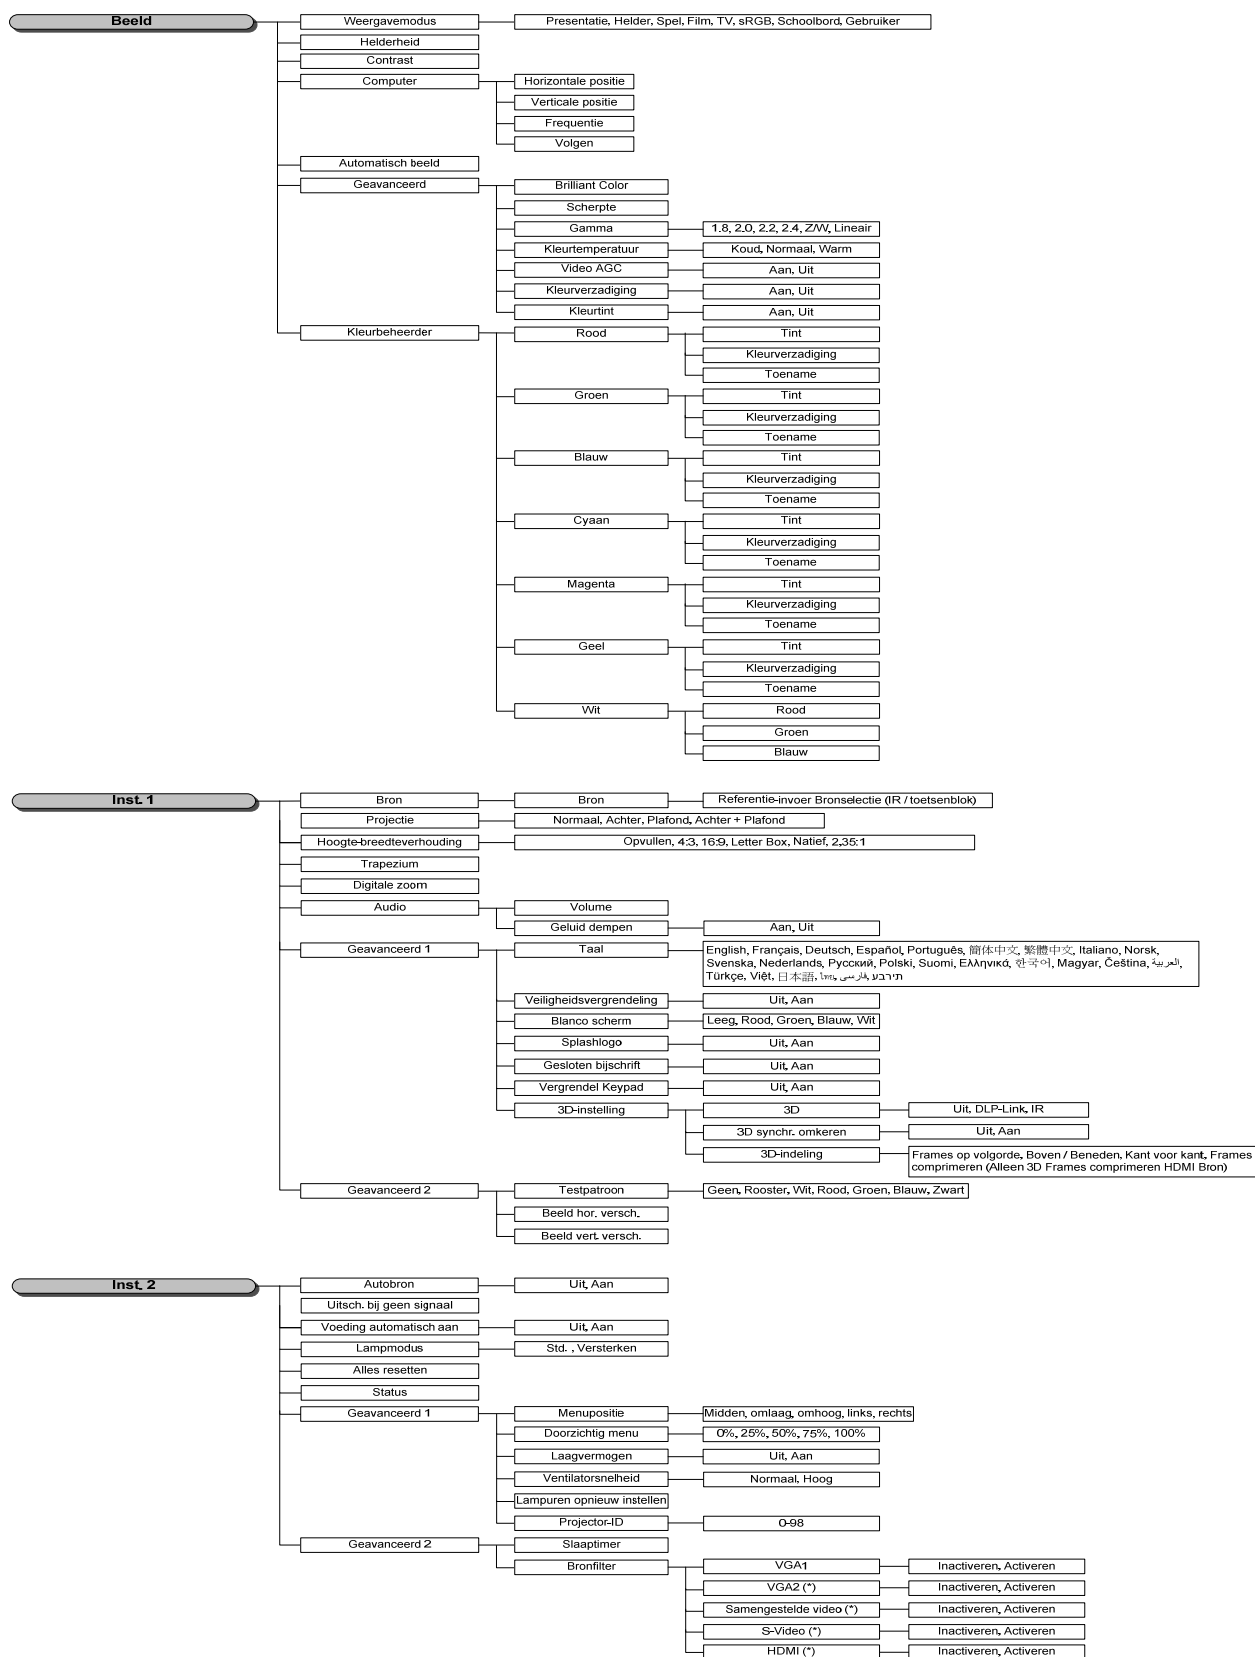 Beeld
Weergavemodus
Presentatie, Helder, Spel, Film, TV, sRGB, Schoolbord, Gebruiker
Helderheid
Contrast
Computer
Horizontale positie
Verticale positie
Frequentie
Volgen
Automatisch beeld
Geavanceerd
Brilliant Color
Scherpte
Gamma
1.8, 2.0, 2.2, 2.4, Z/W, Lineair
Kleurtemperatuur
Koud, Normaal, Warm
Video AGC
Aan, Uit
Kleurverzadiging
Aan, Uit
Kleurtint
Aan, Uit
Kleurbeheerder
Rood
Tint
Kleurverzadiging
Toename
Groen
Tint
Kleurverzadiging
Toename
Blauw
Tint
Kleurverzadiging
Toename
Cyaan
Tint
Kleurverzadiging
Toename
Magenta
Tint
Kleurverzadiging
Toename
Geel
Tint
Kleurverzadiging
Toename
Wit
Rood
Groen
Blauw
Inst. 1
Bron
Bron
Referentie-invoer Bronselectie (IR / toetsenblok)
Projectie
Normaal, Achter, Plafond, Achter + Plafond
Hoogte-breedteverhouding
Opvullen, 4:3, 16:9, Letter Box, Natief, 2,35:1
Trapezium
Digitale zoom
Audio
Volume
Geluid dempen
Aan, Uit
Geavanceerd 1
Taal
English, Français, Deutsch, Español, Português, 簡体中文, 繁體中文, Italiano, Norsk,
Svenska, Nederlands, Русский, Polski, Suomi, Ελληνικά, 한국어, Magyar, Čeština, العربية,
Türkçe, Việt, 日本語, ไทย, فارسی, תירבע
Veiligheidsvergrendeling
Uit, Aan
Blanco scherm
Leeg, Rood, Groen, Blauw, Wit
Splashlogo
Uit, Aan
Gesloten bijschrift
Uit, Aan
Vergrendel Keypad
Uit, Aan
3D-instelling
3D
Uit, DLP-Link, IR
3D synchr. omkeren
Uit, Aan
3D-indeling
Frames op volgorde, Boven / Beneden, Kant voor kant, Frames
comprimeren (Alleen 3D Frames comprimeren HDMI Bron)
Geavanceerd 2
Testpatroon
Geen, Rooster, Wit, Rood, Groen, Blauw, Zwart
Beeld hor. versch.
Beeld vert. versch.
Inst. 2
Autobron
Uit, Aan
Uitsch. bij geen signaal
Voeding automatisch aan
Uit, Aan
Lampmodus
Std. , Versterken
Alles resetten
Status
Geavanceerd 1
Menupositie
Midden, omlaag, omhoog, links, rechts
Doorzichtig menu
0%, 25%, 50%, 75%, 100%
Laagvermogen
Uit, Aan
Ventilatorsnelheid
Normaal, Hoog
Lampuren opnieuw instellen
Projector-ID
0-98
Geavanceerd 2
Slaaptimer
Bronfilter
VGA1
Inactiveren, Activeren
VGA2 (*)
Inactiveren, Activeren
Samengestelde video (*)
Inactiveren, Activeren
S-Video (*)
Inactiveren, Activeren
HDMI (*)
Inactiveren, Activeren